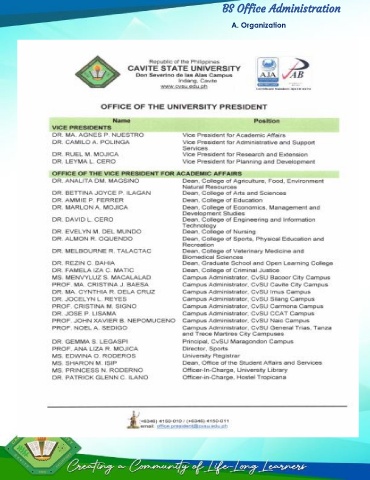 BS Office Administration
A. Organization
Republic of the Philippines
CAVITE STATE UNIVERSITY
Don Severino de las Alas Campus
Indang, Cavite
www.cvsu.edu.ph
AJA
AB
OFFICE OF THE UNIVERSITY PRESIDENT
Name Position
VICE PRESIDENTS
DR. MA. AGNES P. NUESTRO Vice President for Academic Affairs
DR. CAMILO A. POLINGA Vice President for Administrative and Support
Services
DR. RUEL M. MOJICA Vice President for Research and Extension
DR. LEYMA L. CERO Vice President for Planning and Development
OFFICE OF THE VICE PRESIDENT FOR ACADEMIC AFFAIRS
DR. ANALITA DM. MAGSINO Dean, College of Agriculture, Food, Environment
Natural Resources
DR. BETTINA JOYCE P. ILAGAN Dean, College of Arts and Sciences
DR. AMMIE P. FERRER Dean, College of Education
DR. MARLON A. MOJICA Dean, College of Economics, Management and
Development Studies
DR. DAVID L. CERO Dean, College of Engineering and Information
Technology
DR. EVELYN M. DEL MUNDO Dean, College of Nursing
DR. ALMON R. OQUENDO Dean, College of Sports, Physical Education and
Recreation
DR. MELBOURNE R. TALACTAC Dean, College of Veterinary Medicine and
Biomedical Sciences
DR. REZIN C. BAHIA Dean, Graduate School and Open Learning College
DR. FAMELA IZA C. MATIC Dean, College of Criminal Justice
MS. MENVYLUZ S. MACALALAD Campus Administrator, CvSU Bacoor City Campus
PROF. MA. CRISTINA J. BAESA Campus Administrator, CvSU Cavite City Campus
DR. MA. CYNTHIA R. DELA CRUZ Campus Administrator, CvSU Imus Campus
DR. JOCELYN L. REYES Campus Administrator, CvSU Silang Campus
PROF. CRISTINA M. SIGNO Campus Administrator, CvSU Carmona Campus
DR. JOSE P. LISAMA Campus Administrator, CvSU CCAT Campus
PROF. JOHN XAVIER B. NEPOMUCENO Campus Administrator, CvSU Naic Campus
PROF. NOEL A. SEDIGO Campus Administrator, CvSU General Trias, Tanza
and Trece Martires City Campuses
DR. GEMMA S. LEGASPI Principal, CvSU Maragondon Campus
PROF. ANA LIZA R. MOJICA Director, Sports
MS. EDWINA O. RODEROS University Registrar
MS. SHARON M. ISIP Dean, Office of the Student Affairs and Services
MS. PRINCESS N. RODERNO Officer-In-Charge, University Library
DR. PATRICK GLENN C. ILANO Officer-in-Charge, Hostel Tropicana
(+6346) 4150-010 / (+6346) 4150-011
email: office.president@cvsu.edu.ph
Creating a Community of Life-Long Learners